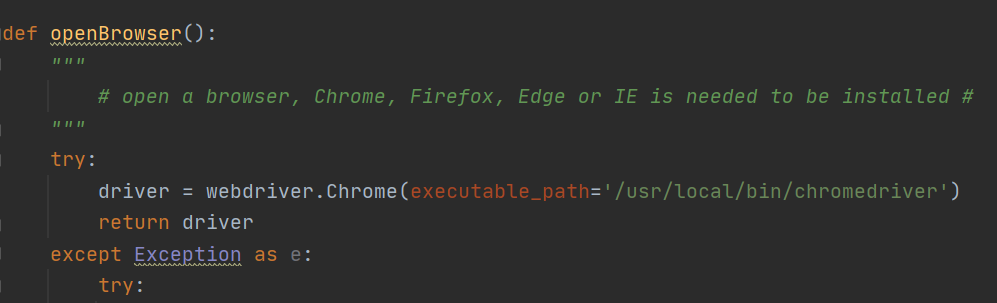 def openBrowser():
"""
# open a browser, Chrome, Firefox, Edge or IE is needed to be installed #
"""
try:
driver = webdriver.Chrome(executable_path='/usr/local/bin/chromedriver')
return driver
except Exception as e:
try: